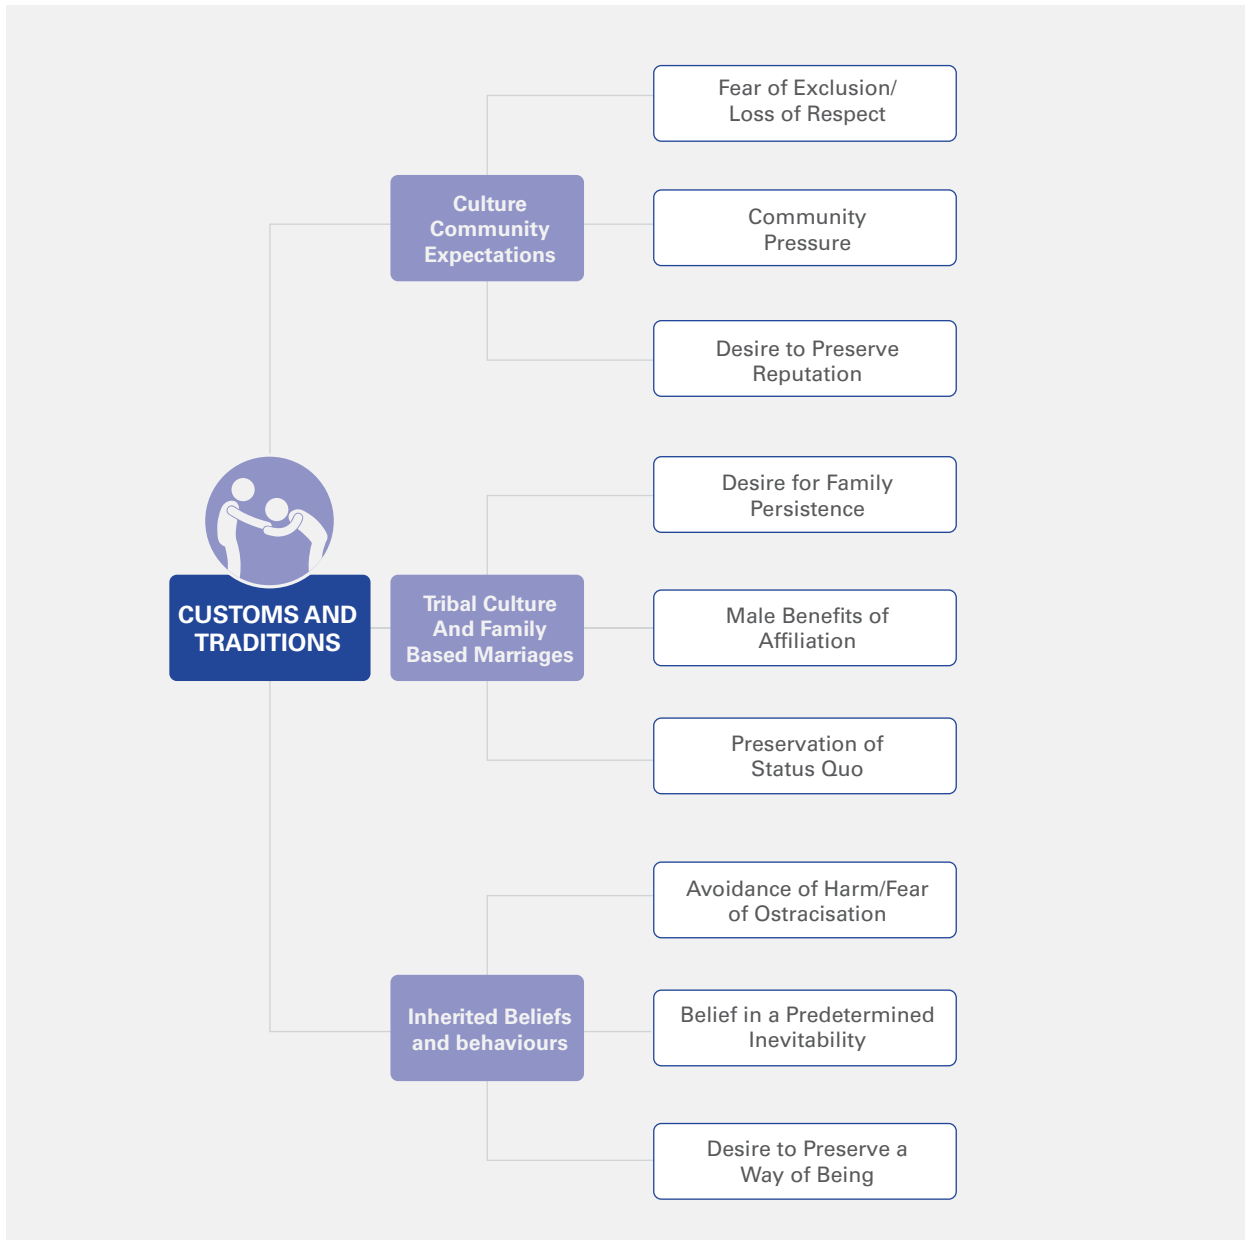 Fear of Exclusion/
Loss of Respect
Culture
Community
Expectations
Community
Pressure
Desire to Preserve
Reputation
CUSTOMS AND
TRADITIONS
Desire for Family
Persistence
Tribal Culture
And Family
Based Marriages
Male Benefits of
Affiliation
Preservation of
Status Quo
Avoidance of Harm/Fear
of Ostracisation
Inherited Beliefs
and behaviours
Belief in a Predetermined
Inevitability
Desire to Preserve a
Way of Being